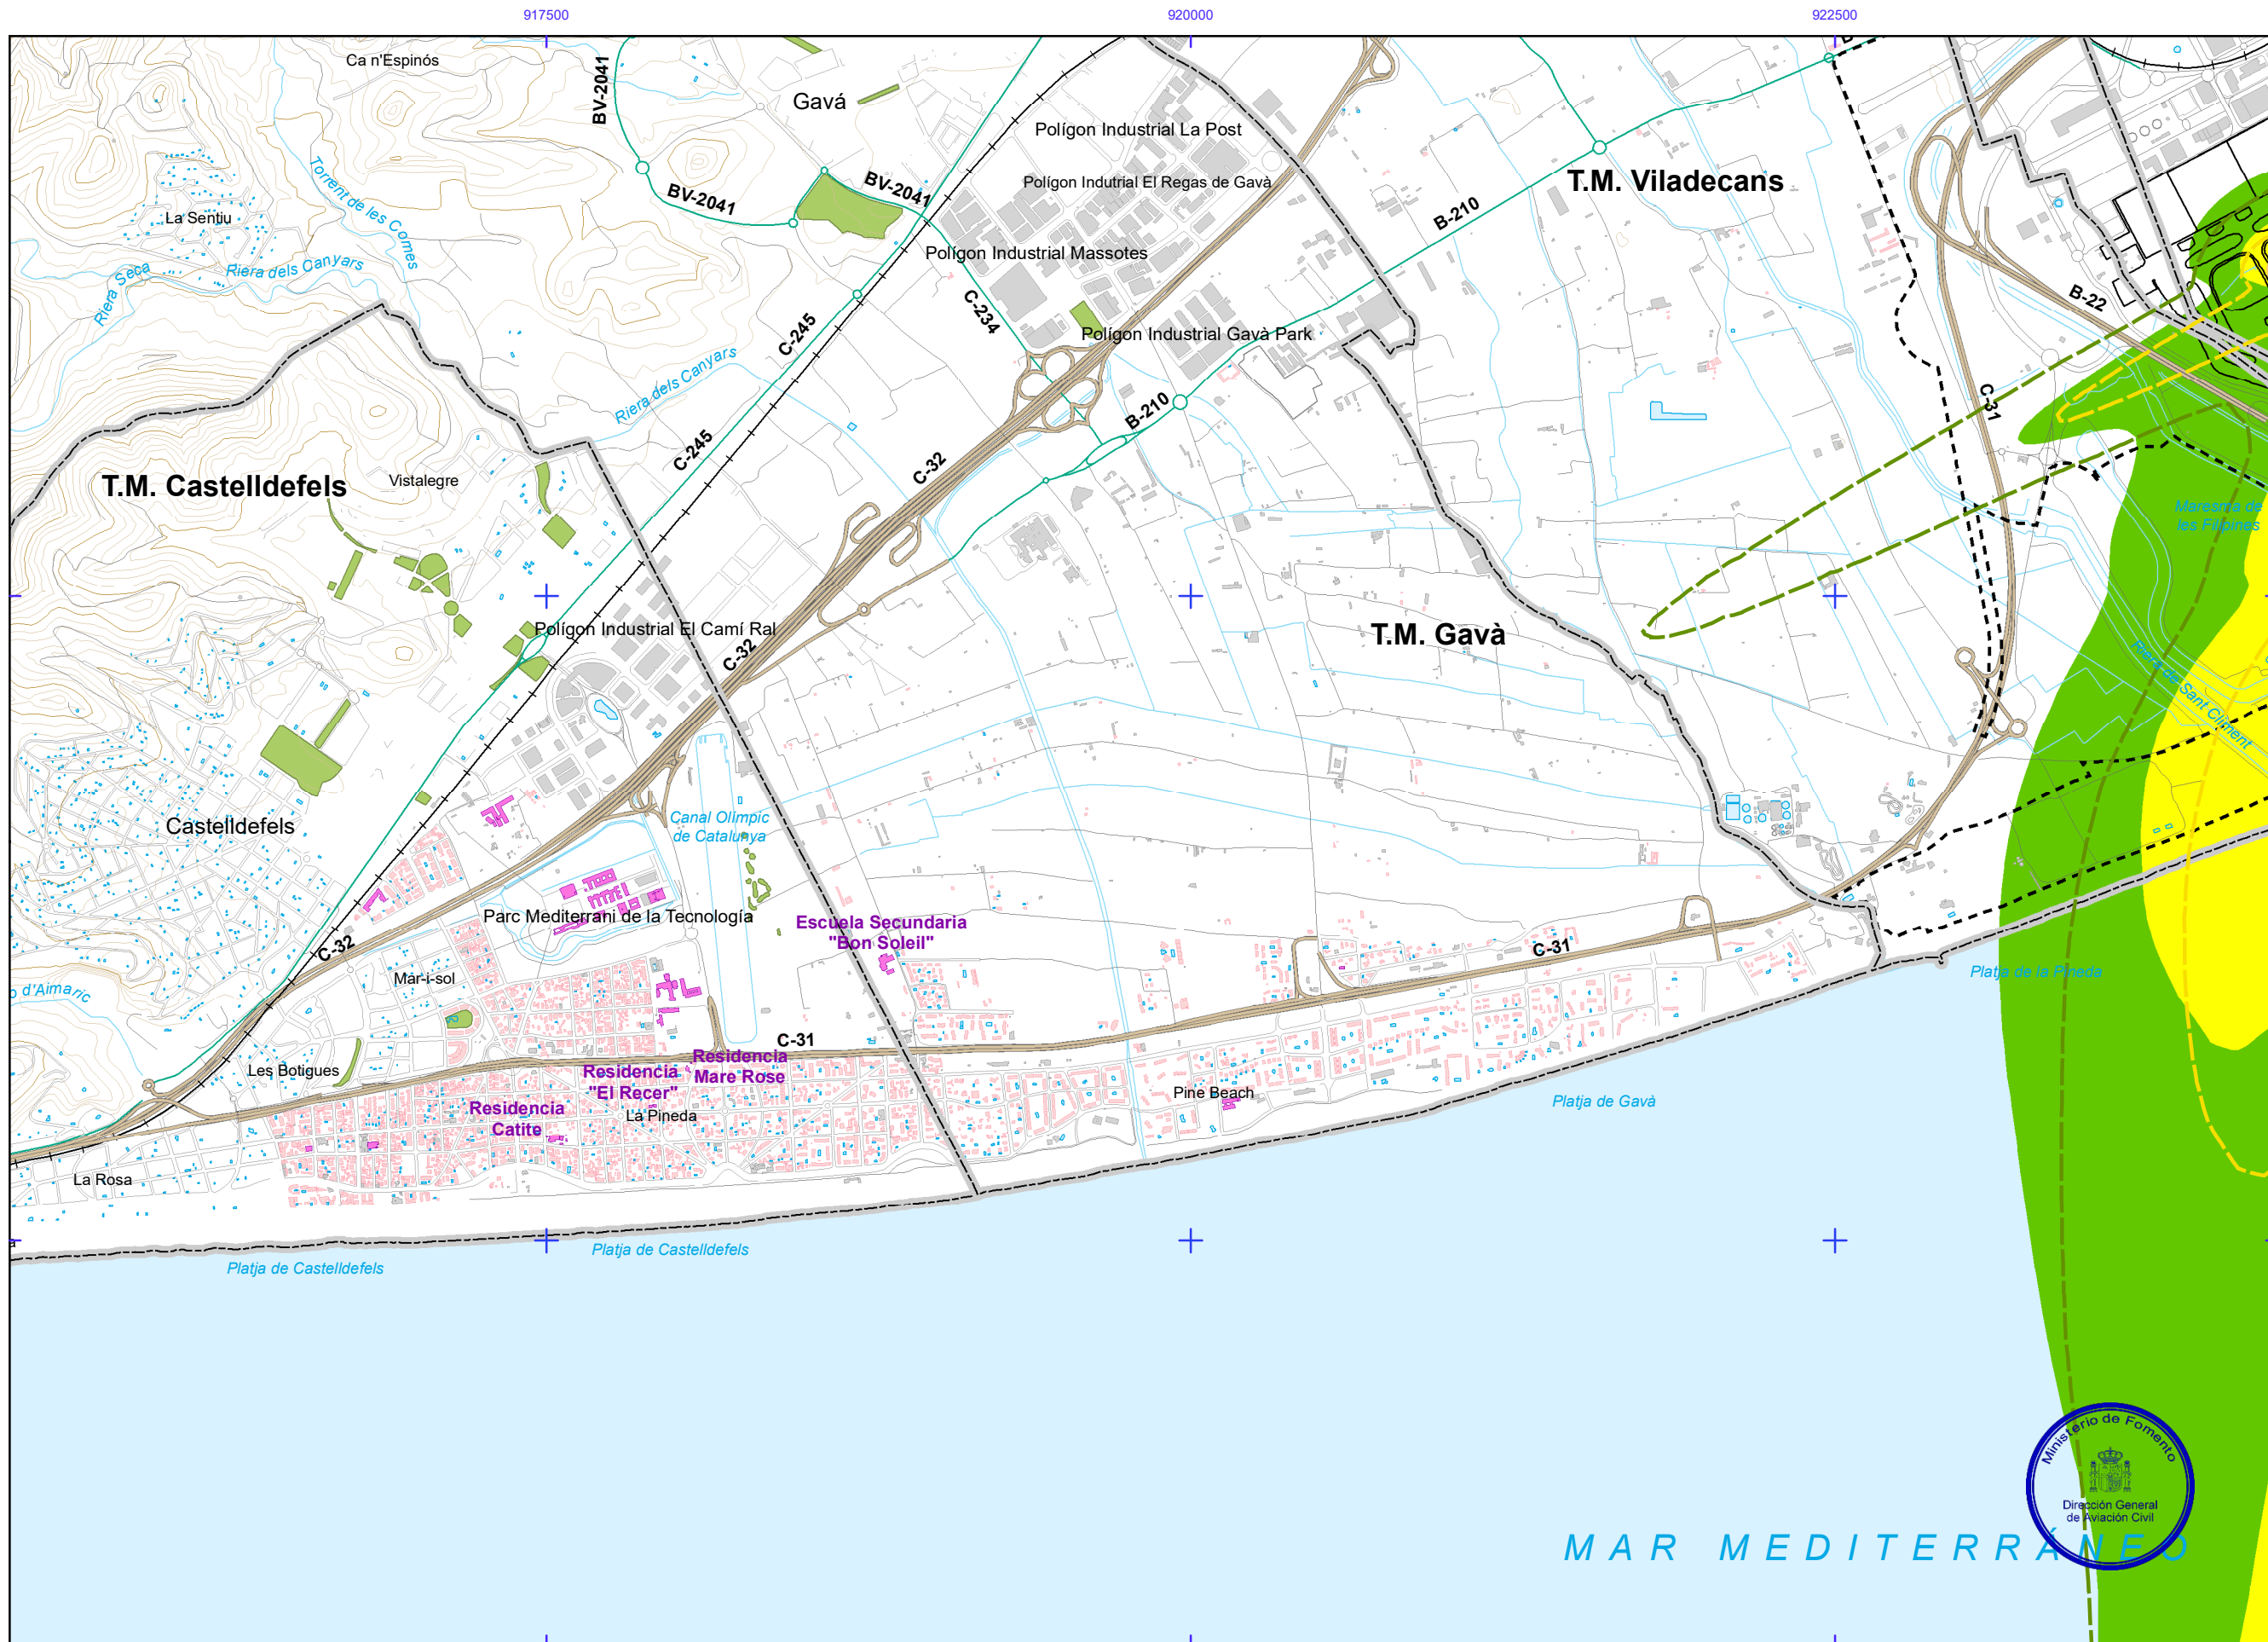 917500
920000
922500
Ca n'Espinós
BV-2041
Gavá
Polígon Industrial La Post
Polígon Indutrial El Regas de Gavà
T.M. Viladecans
BV-2041
BV-2041
B-210
La Sentiu
Torrent de les Comes
Riera Seca
Riera dels Canyars
Polígon Industrial Massotes
C-234
B-22
C-245
Polígon Industrial Gavà Park
Riera dels Canyars
B-210
C-31
C-245
C-32
T.M. Castelldefels
Vistalegre
Maresma de
les Filipines
Polígon Industrial El Camí Ral
C-32
T.M. Gavà
Riera de Sant Climent
Castelldefels
Canal Olímpic
de Catalunya
Parc Mediterrani de la Tecnología
Escuela Secundaria
"Bon Soleil"
C-32
C-31
Mar-i-sol
Platja de la Pineda
o d'Aimaric
C-31
Les Botigues
Residencia
Mare Rose
Residencia
"El Recer"
Residencia
Catite
La Pineda
Pine Beach
Platja de Gavà
La Rosa
a
Platja de Castelldefels
Platja de Castelldefels
Ministerio de Fomento
Dirección General
de Aviación Civil
MAR MEDITERRÁNEO